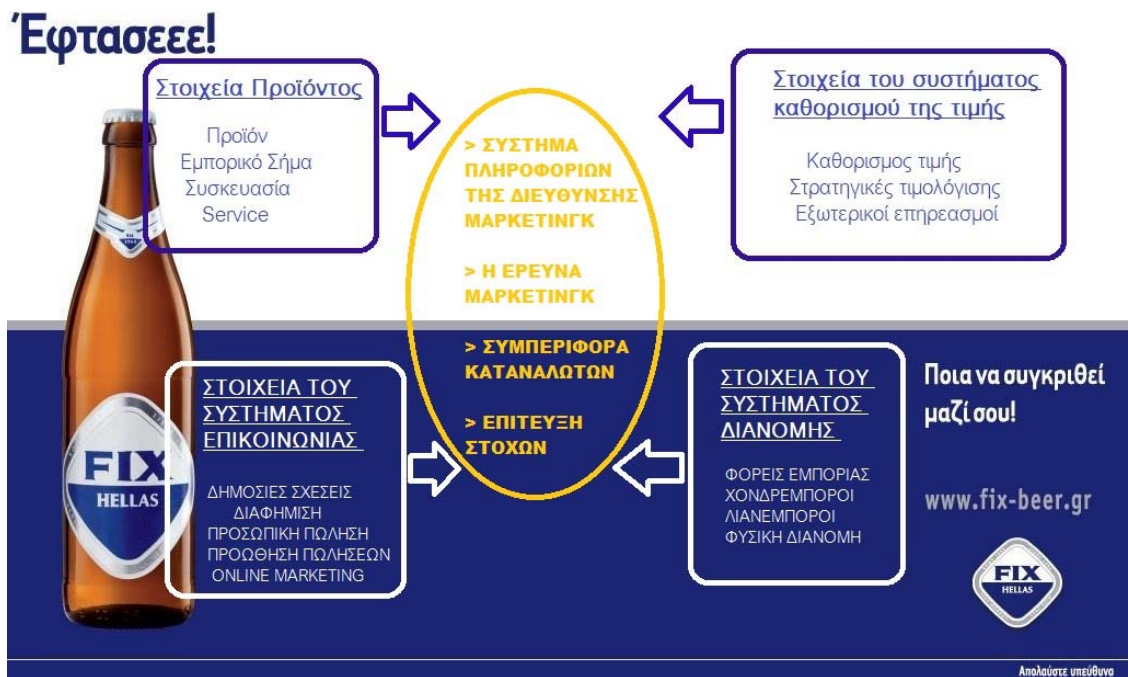 Έφτασεεε!
Στοιχεία Προϊόντος
Προϊόν
Εμπορικό Σήμα
Συσκευασία
Service
Στοιχεία του συστήματος
καθορισμού της τιμής
Καθορισμος τιμής
Στρατηγικές τιμολόγισης
Εξωτερικοί επηρεασμοί
> ΣΥΣΤΗΜΑ
ΠΛΗΡΟΦΟΡΙΩΝ
ΤΗΣ ΔΙΕΥΘΥΝΣΗΣ
ΜΑΡΚΕΤΙΝΓΚ
> Η ΕΡΕΥΝΑ
ΜΑΡΚΕΤΙΝΓΚ
> ΣΥΜΠΕΡΙΦΟΡΑ
ΚΑΤΑΝΑΛΩΤΩΝ
> ΕΠΙΤΕΥΞΗ
ΣΤΟΧΩΝ
ΣΤΟΙΧΕΙΑ ΤΟΥ
ΣΥΣΤΗΜΑΤΟΣ
ΕΠΙΚΟΙΝΩΝΙΑΣ
ΔΗΜΟΣΙΕΣ ΣΧΕΣΕΙΣ
ΔΙΑΦΗΜΙΣΗ
ΠΡΟΣΩΠΙΚΗ ΠΩΛΗΣΗ
ΠΡΟΩΘΗΣΗ ΠΩΛΗΣΕΩΝ
ONLINE MARKETING
ΣΤΟΙΧΕΙΑ ΤΟΥ
ΣΥΣΤΗΜΑΤΟΣ
ΔΙΑΝΟΜΗΣ
ΦΟΡΕΙΣ ΕΜΠΟΡΙΑΣ
ΧΟΝΔΡΕΜΠΟΡΟΙ
ΛΙΑΝΕΜΠΟΡΟΙ
ΦΥΣΙΚΗ ΔΙΑΝΟΜΗ
Ποια να συγκριθεί
μαζί σου!
www.fix-beer.gr
FIX
HELLAS
FIX
HELLAS
Απολαύστε υπεύθυνα